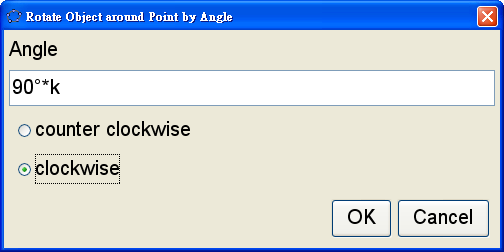 Rotate Object around Point by Angle
Angle
90°*k
counter clockwise
clockwise
OK Cancel